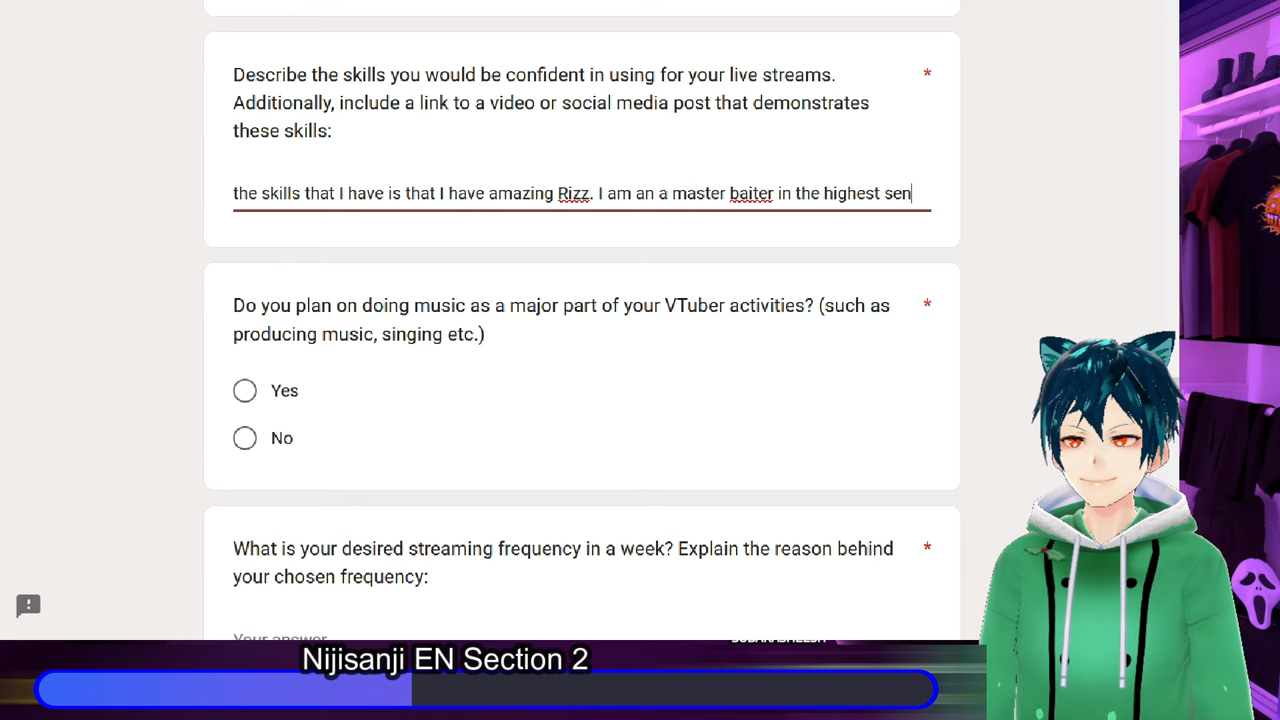 Describe the skills you would be confident in using for your live streams. *
Additionally, include a link to a video or social media post that demonstrates
these skills:
the skills that I have is that I have amazing Rizz. I am an a master baiter in the highest sen
Do you plan on doing music as a major part of your VTuber activities? (such as *
producing music, singing etc.)
Yes
No
What is your desired streaming frequency in a week? Explain the reason behind *
your chosen frequency:
Your answer
Nijisanji EN Section 2